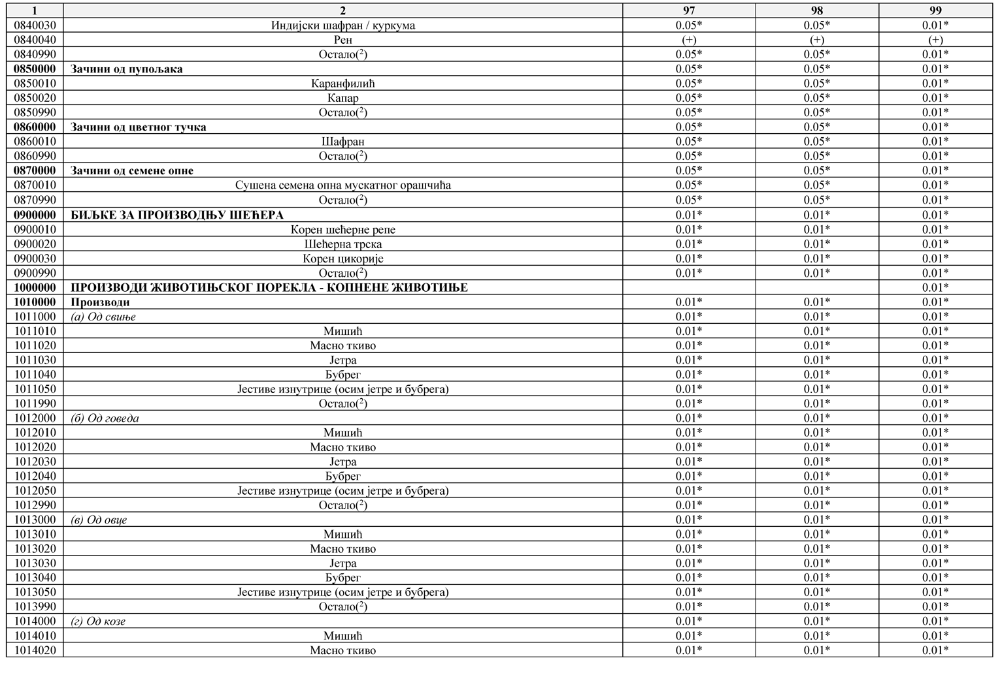 1 2 97 98 99
0840030 Индијски шафран / куркума 0.05* 0.05* 0.01*
0840040 Рен (+) (+) (+)
0840990 Остало(²) 0.05* 0.05* 0.01*
0850000 Зачини од пупољака 0.05* 0.05* 0.01*
0850010 Каранфилић 0.05* 0.05* 0.01*
0850020 Капар 0.05* 0.05* 0.01*
0850990 Остало(²) 0.05* 0.05* 0.01*
0860000 Зачини од цветног тучка 0.05* 0.05* 0.01*
0860010 Шафран 0.05* 0.05* 0.01*
0860990 Остало(²) 0.05* 0.05* 0.01*
0870000 Зачини од семене опне 0.05* 0.05* 0.01*
0870010 Сушена семена опна мускатног орашчића 0.05* 0.05* 0.01*
0870990 Остало(²) 0.05* 0.05* 0.01*
0900000 БИЉКЕ ЗА ПРОИЗВОДЊУ ШЕЋЕРА 0.01* 0.01* 0.01*
0900010 Корен шећерне репе 0.01* 0.01* 0.01*
0900020 Шећерна трска 0.01* 0.01* 0.01*
0900030 Корен цикорије 0.01* 0.01* 0.01*
0900990 Остало(²) 0.01* 0.01* 0.01*
1000000 ПРОИЗВОДИ ЖИВОТИЊСКОГ ПОРЕКЛА - КОПНЕНЕ ЖИВОТИЊЕ 0.01*
1010000 Производи 0.01* 0.01* 0.01*
1011000 (а) Од свиње 0.01* 0.01* 0.01*
1011010 Мишић 0.01* 0.01* 0.01*
1011020 Масно ткиво 0.01* 0.01* 0.01*
1011030 Јетра 0.01* 0.01* 0.01*
1011040 Бубрег 0.01* 0.01* 0.01*
1011050 Јестиве изнутрице (осим јетре и бубрега) 0.01* 0.01* 0.01*
1011990 Остало(²) 0.01* 0.01* 0.01*
1012000 (б) Од говеда 0.01* 0.01* 0.01*
1012010 Мишић 0.01* 0.01* 0.01*
1012020 Масно ткиво 0.01* 0.01* 0.01*
1012030 Јетра 0.01* 0.01* 0.01*
1012040 Бубрег 0.01* 0.01* 0.01*
1012050 Јестиве изнутрице (осим јетре и бубрега) 0.01* 0.01* 0.01*
1012990 Остало(²) 0.01* 0.01* 0.01*
1013000 (в) Од овце 0.01* 0.01* 0.01*
1013010 Мишић 0.01* 0.01* 0.01*
1013020 Масно ткиво 0.01* 0.01* 0.01*
1013030 Јетра 0.01* 0.01* 0.01*
1013040 Бубрег 0.01* 0.01* 0.01*
1013050 Јестиве изнутрице (осим јетре и бубрега) 0.01* 0.01* 0.01*
1013990 Остало(²) 0.01* 0.01* 0.01*
1014000 (г) Од козе 0.01* 0.01* 0.01*
1014010 Мишић 0.01* 0.01* 0.01*
1014020 Масно ткиво 0.01* 0.01* 0.01*